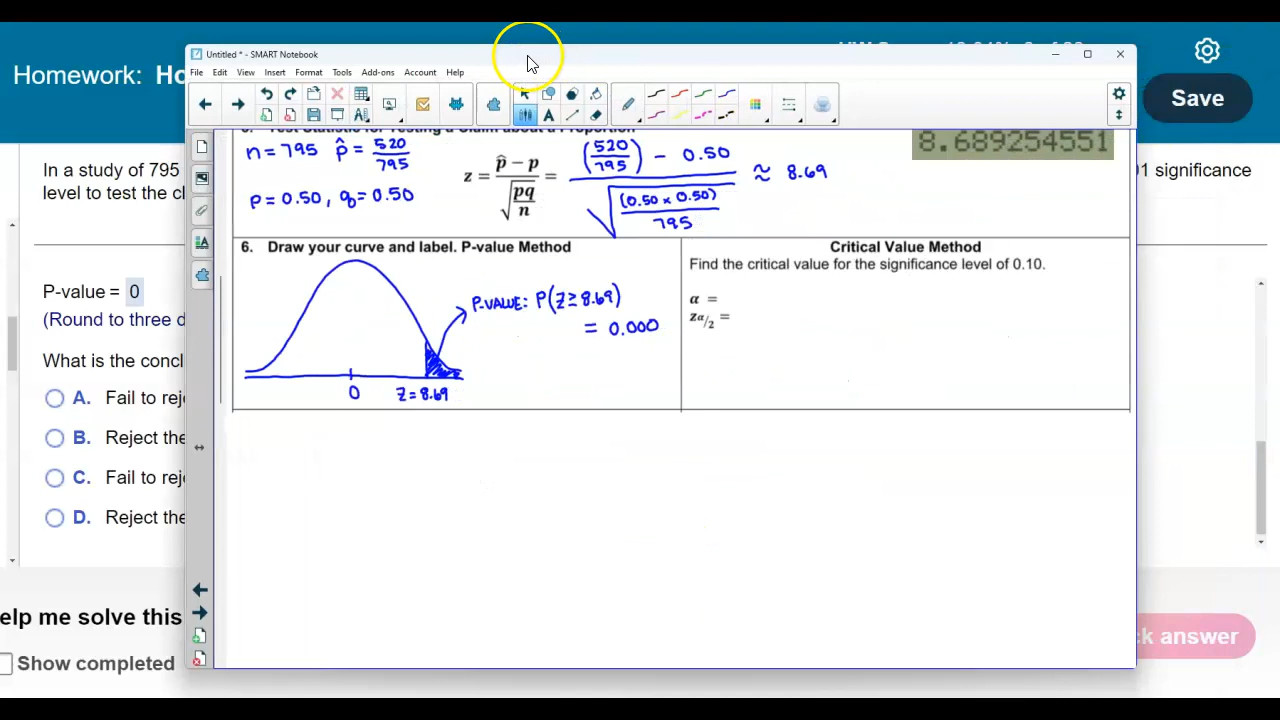 Homework: Ho
Untitled * - SMART Notebook
File Edit View Insert Format Tools Add-ons Account Help
Save
In a study of 795
01 significance
level to test the cl
n=795 p̂ = 520/795
p=0.50, q=0.50
z = (p̂ − p)/√(pq/n) = ((520/795) − 0.50)/√((0.50 x 0.50)/795) ≈ 8.69
8.689254551
6. Draw your curve and label. P-value Method
P-VALUE: P(Z ≥ 8.69)
= 0.000
0
Z = 8.69
Critical Value Method
Find the critical value for the significance level of 0.10.
α =
zα/2 =
P-value = 0
(Round to three d
What is the concl
A. Fail to reje
B. Reject the
C. Fail to reje
D. Reject the
elp me solve this
Show completed
ck answer